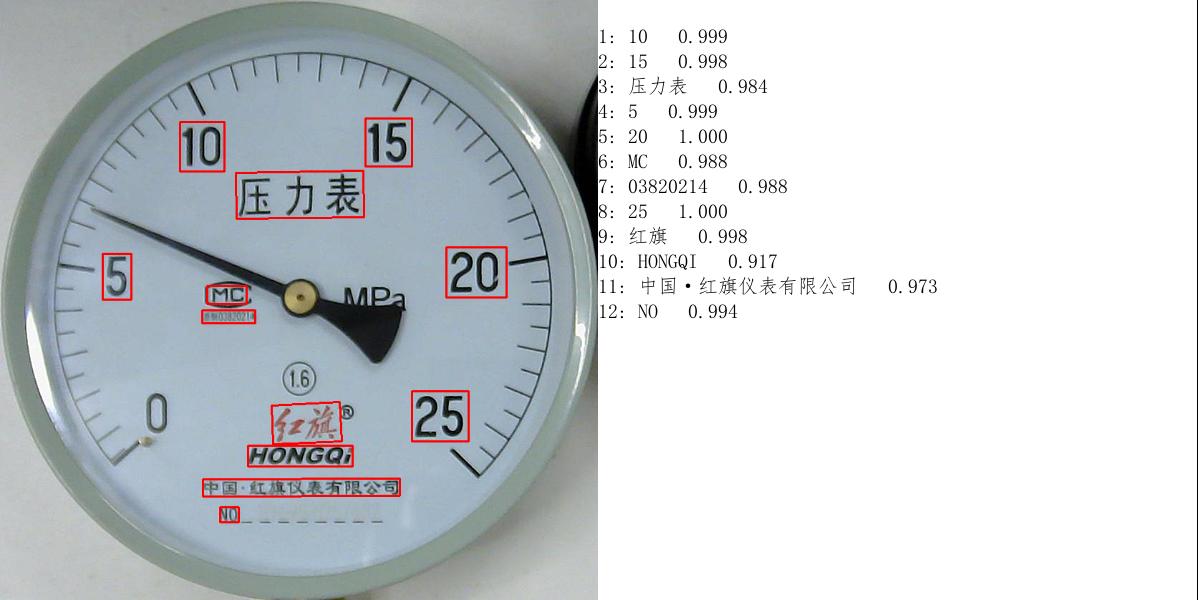 10 15
压力表
5 20
MC MPa
03820214
1.6
0 25
红旗®
HONGQi
中国·红旗仪表有限公司
NO
1: 10 0.999
2: 15 0.998
3: 压力表 0.984
4: 5 0.999
5: 20 1.000
6: MC 0.988
7: 03820214 0.988
8: 25 1.000
9: 红旗 0.998
10: HONGQI 0.917
11: 中国·红旗仪表有限公司 0.973
12: NO 0.994